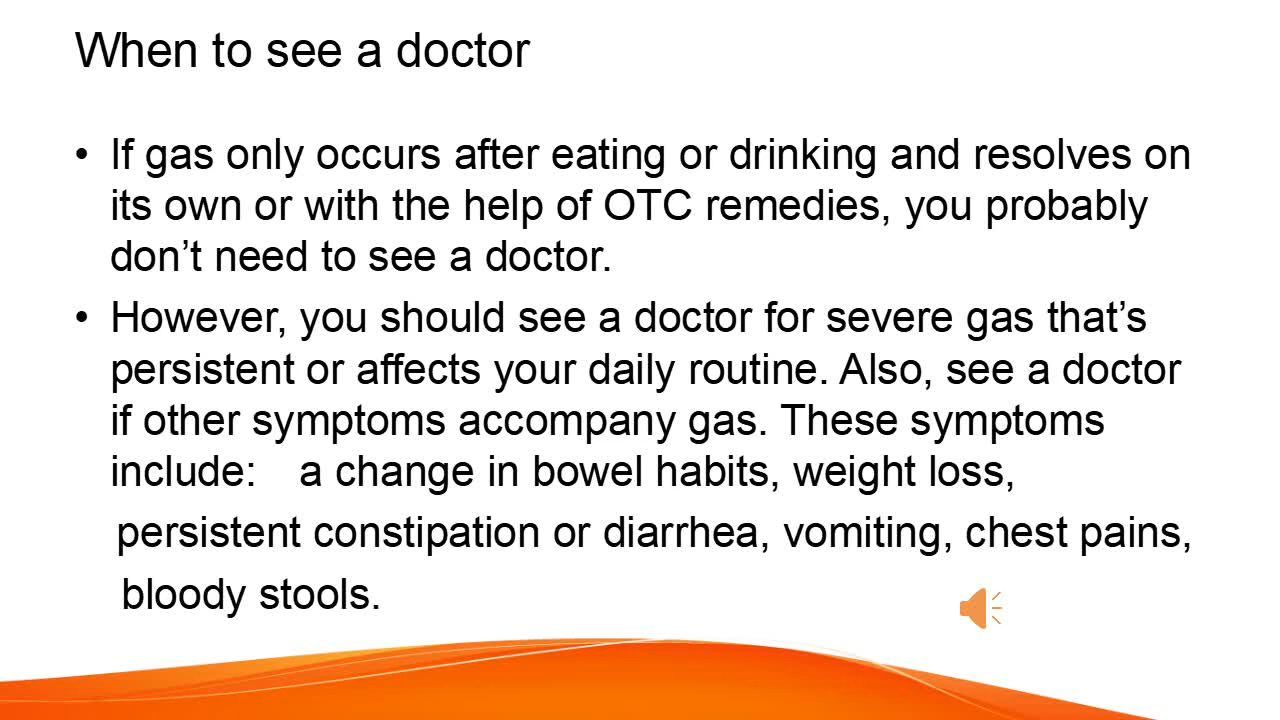 When to see a doctor
• If gas only occurs after eating or drinking and resolves on
its own or with the help of OTC remedies, you probably
don’t need to see a doctor.
• However, you should see a doctor for severe gas that’s
persistent or affects your daily routine. Also, see a doctor
if other symptoms accompany gas. These symptoms
include:    a change in bowel habits, weight loss,
persistent constipation or diarrhea, vomiting, chest pains,
bloody stools.